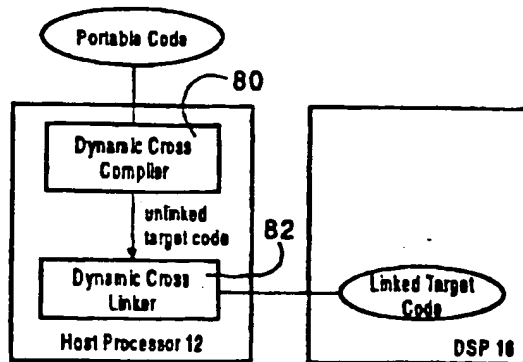 Portable Code
80
Dynamic Cross
Compiler
unlinked
target code
82
Dynamic Cross
Linker
Linked Target
Code
Host Processor 12
DSP 16